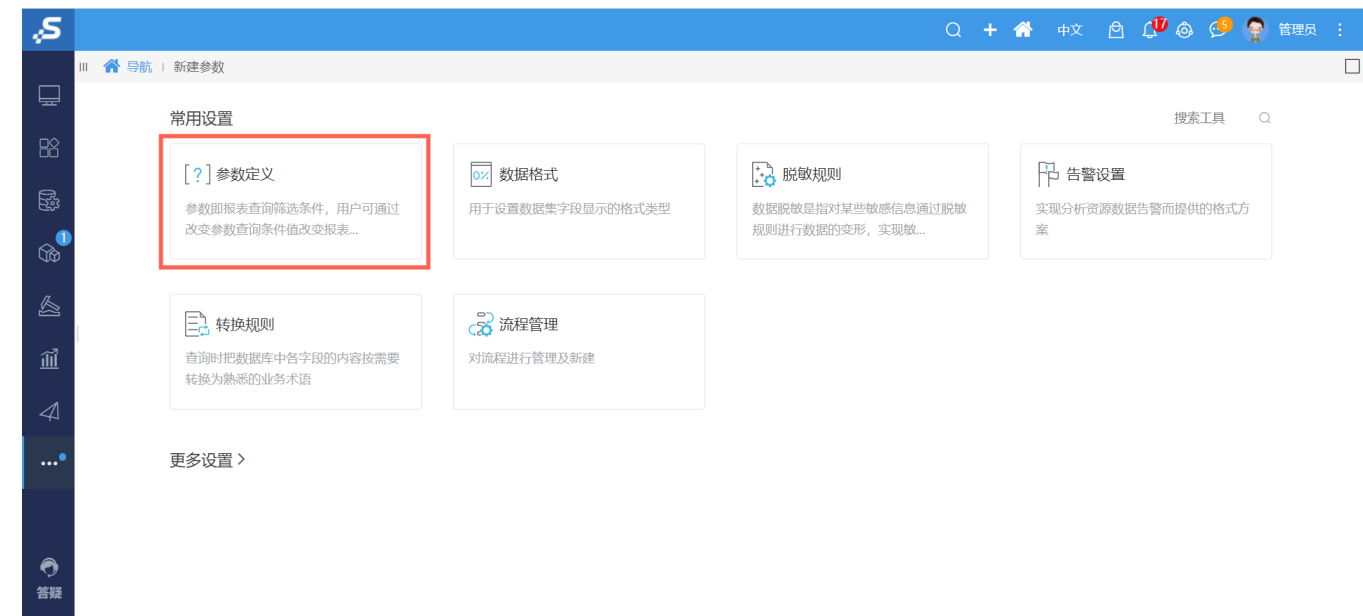 S
中文
17
5
管理员
导航
新建参数
常用设置
搜索工具
[?] 参数定义
0% 数据格式
脱敏规则
告警设置
参数即报表查询筛选条件，用户可通过
改变参数查询条件值改变报表...
用于设置数据集字段显示的格式类型
数据脱敏是指对某些敏感信息通过脱敏
规则进行数据的变形，实现敏...
实现分析资源数据告警而提供的格式方
案
1
转换规则
流程管理
查询时把数据库中各字段的内容按需要
转换为熟悉的业务术语
对流程进行管理及新建
更多设置
答疑